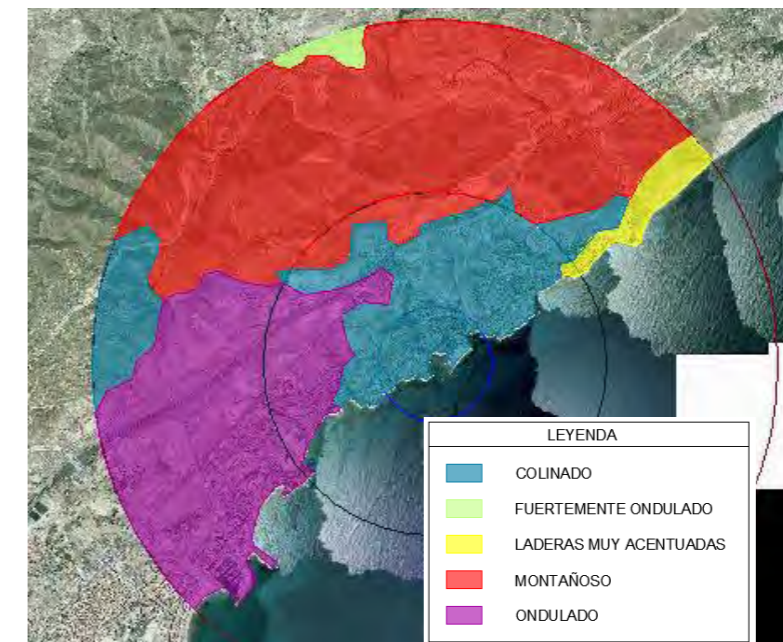 LEYENDA
COLINADO
FUERTEMENTE ONDULADO
LADERAS MUY ACENTUADAS
MONTAÑOSO
ONDULADO